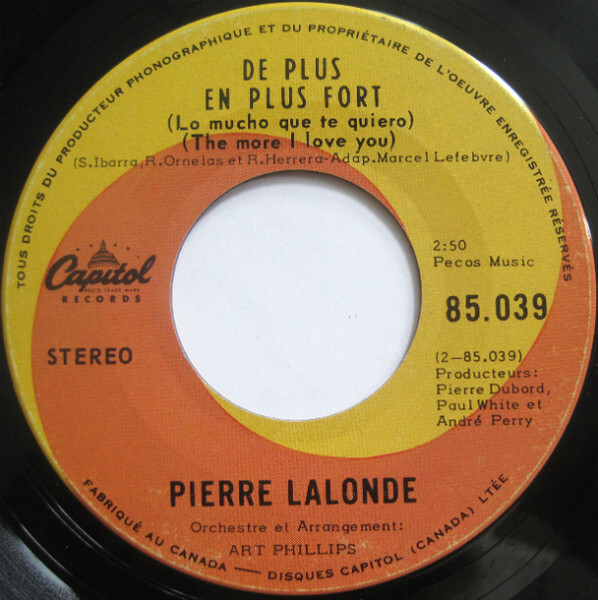 TOUS DROITS DU PRODUCTEUR PHONOGRAPHIQUE ET DU PROPRIÉTAIRE DE L'OEUVRE ENREGISTRÉE RÉSERVÉS
DE PLUS
EN PLUS FORT
(Lo mucho que te quiero)
(The more I love you)
(S.Ibarra,R.Ornelas et R.Herrera-Adap.Marcel Lefebvre)
Capitol
RECORDS
STEREO
2:50
Pecos Music
85.039
(2-85.039)
Producteurs:
Pierre Dubord,
Paul White et
André Perry
PIERRE LALONDE
Orchestre et Arrangement:
ART PHILLIPS
FABRIQUÉ AU CANADA — DISQUES CAPITOL (CANADA) LTÉE